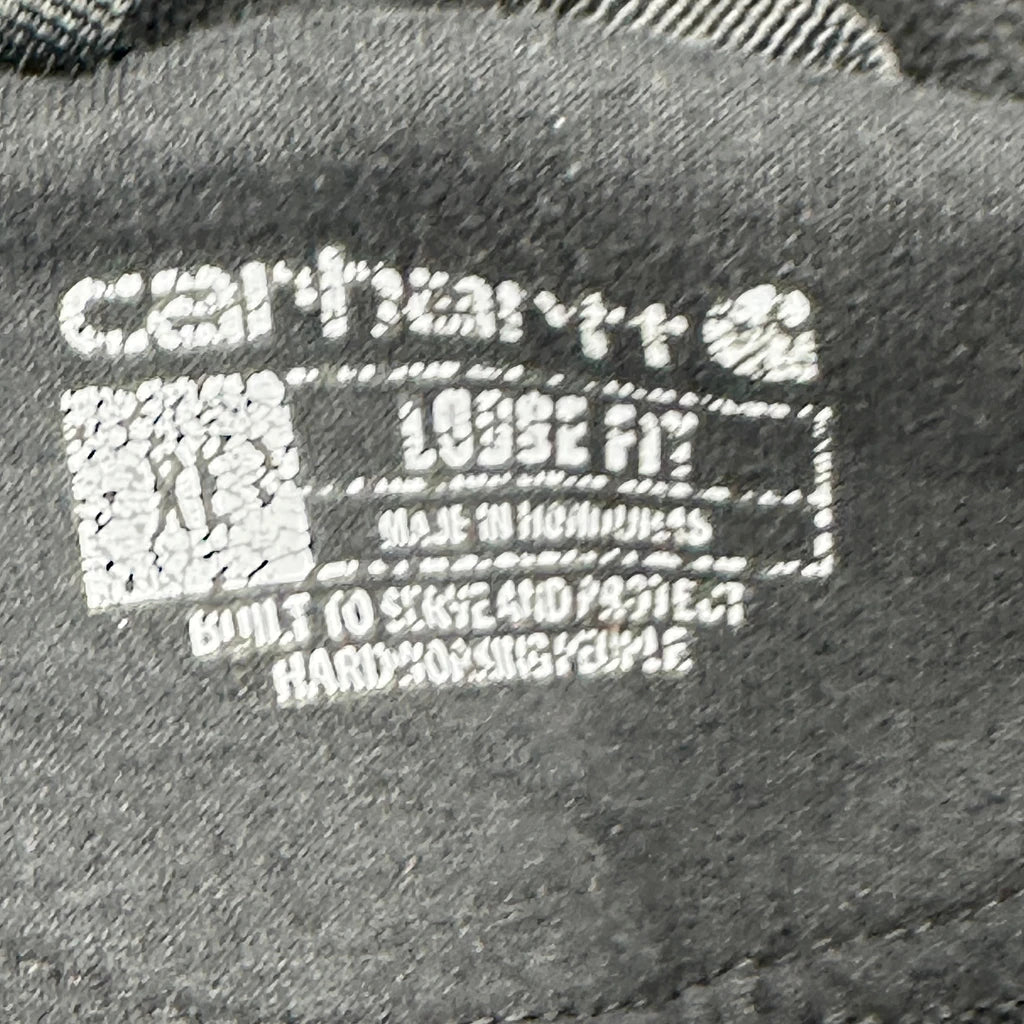 carhartt
LOOSE FIT
MADE IN HONDURAS
BUILT TO SERVE AND PROTECT
HARDWORKING PEOPLE